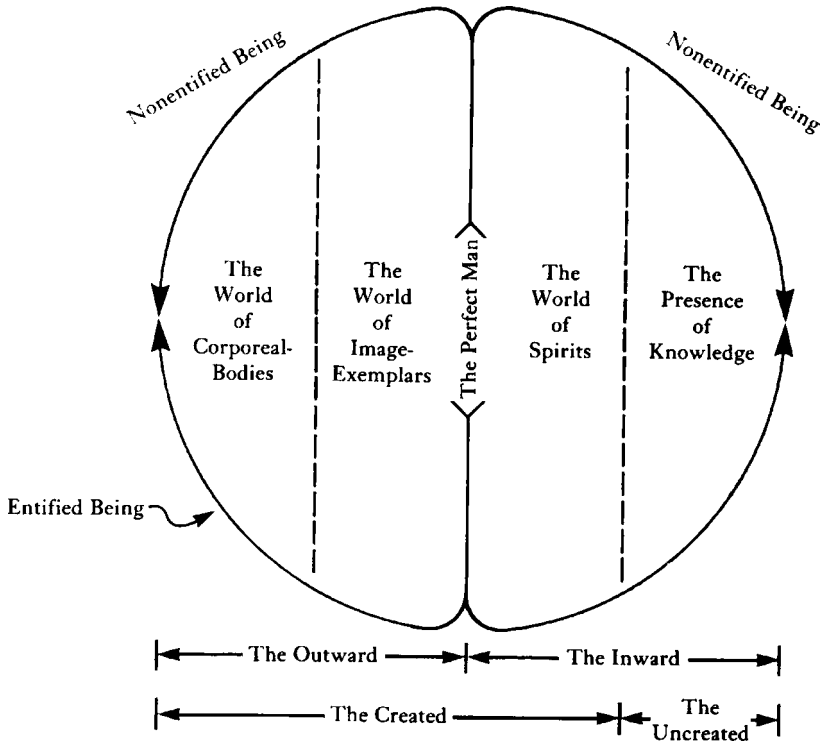 Nonentified Being
Nonentified Being
The
World
of
Corporeal-
Bodies
The
World
of
Image-
Exemplars
The Perfect Man
The
World
of
Spirits
The
Presence
of
Knowledge
Entified Being
The Outward
The Inward
The Created
The
Uncreated